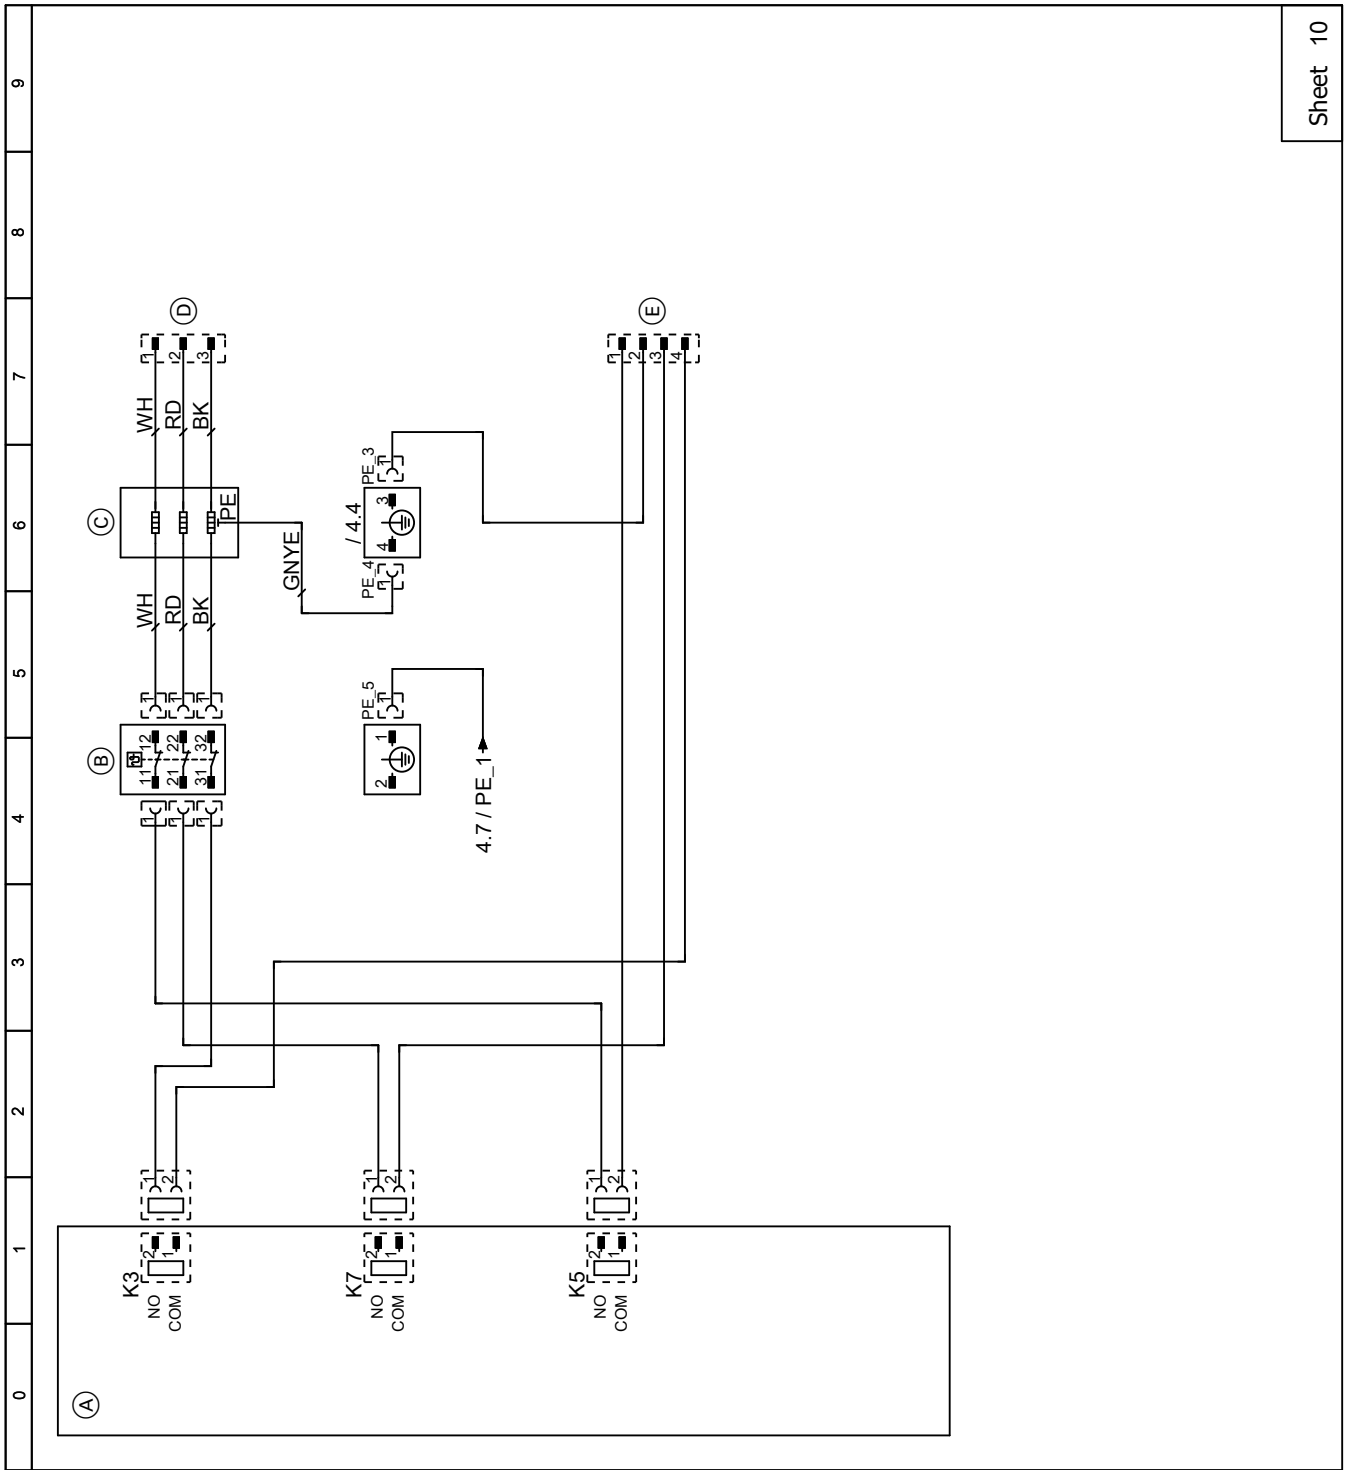 0 1 2 3 4 5 6 7 8 9
A B C
K3
NO 2 1 1 11 12 1 WH WH 1
COM 1 2 1 21 22 1 RD RD 2 D
1 31 32 1 BK BK 3
PE
GNYE
K7 / 4.4
PE_5 PE_4 PE_3
NO 2 1 2 1 1 1 4 3 1
COM 1 2
4.7 / PE_1
K5
NO 2 1 1
COM 1 2 2 E
3
4
Sheet 10